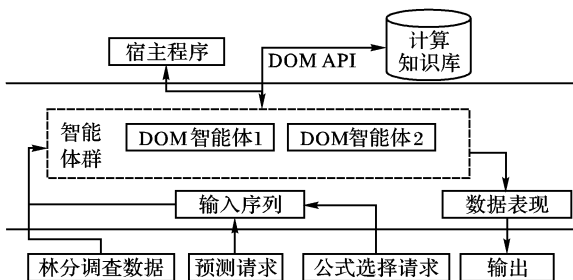 计算
知识库
宿主程序
DOM API
智能
体群
DOM智能体1
DOM智能体2
输入序列
数据表现
林分调查数据
预测请求
公式选择请求
输出